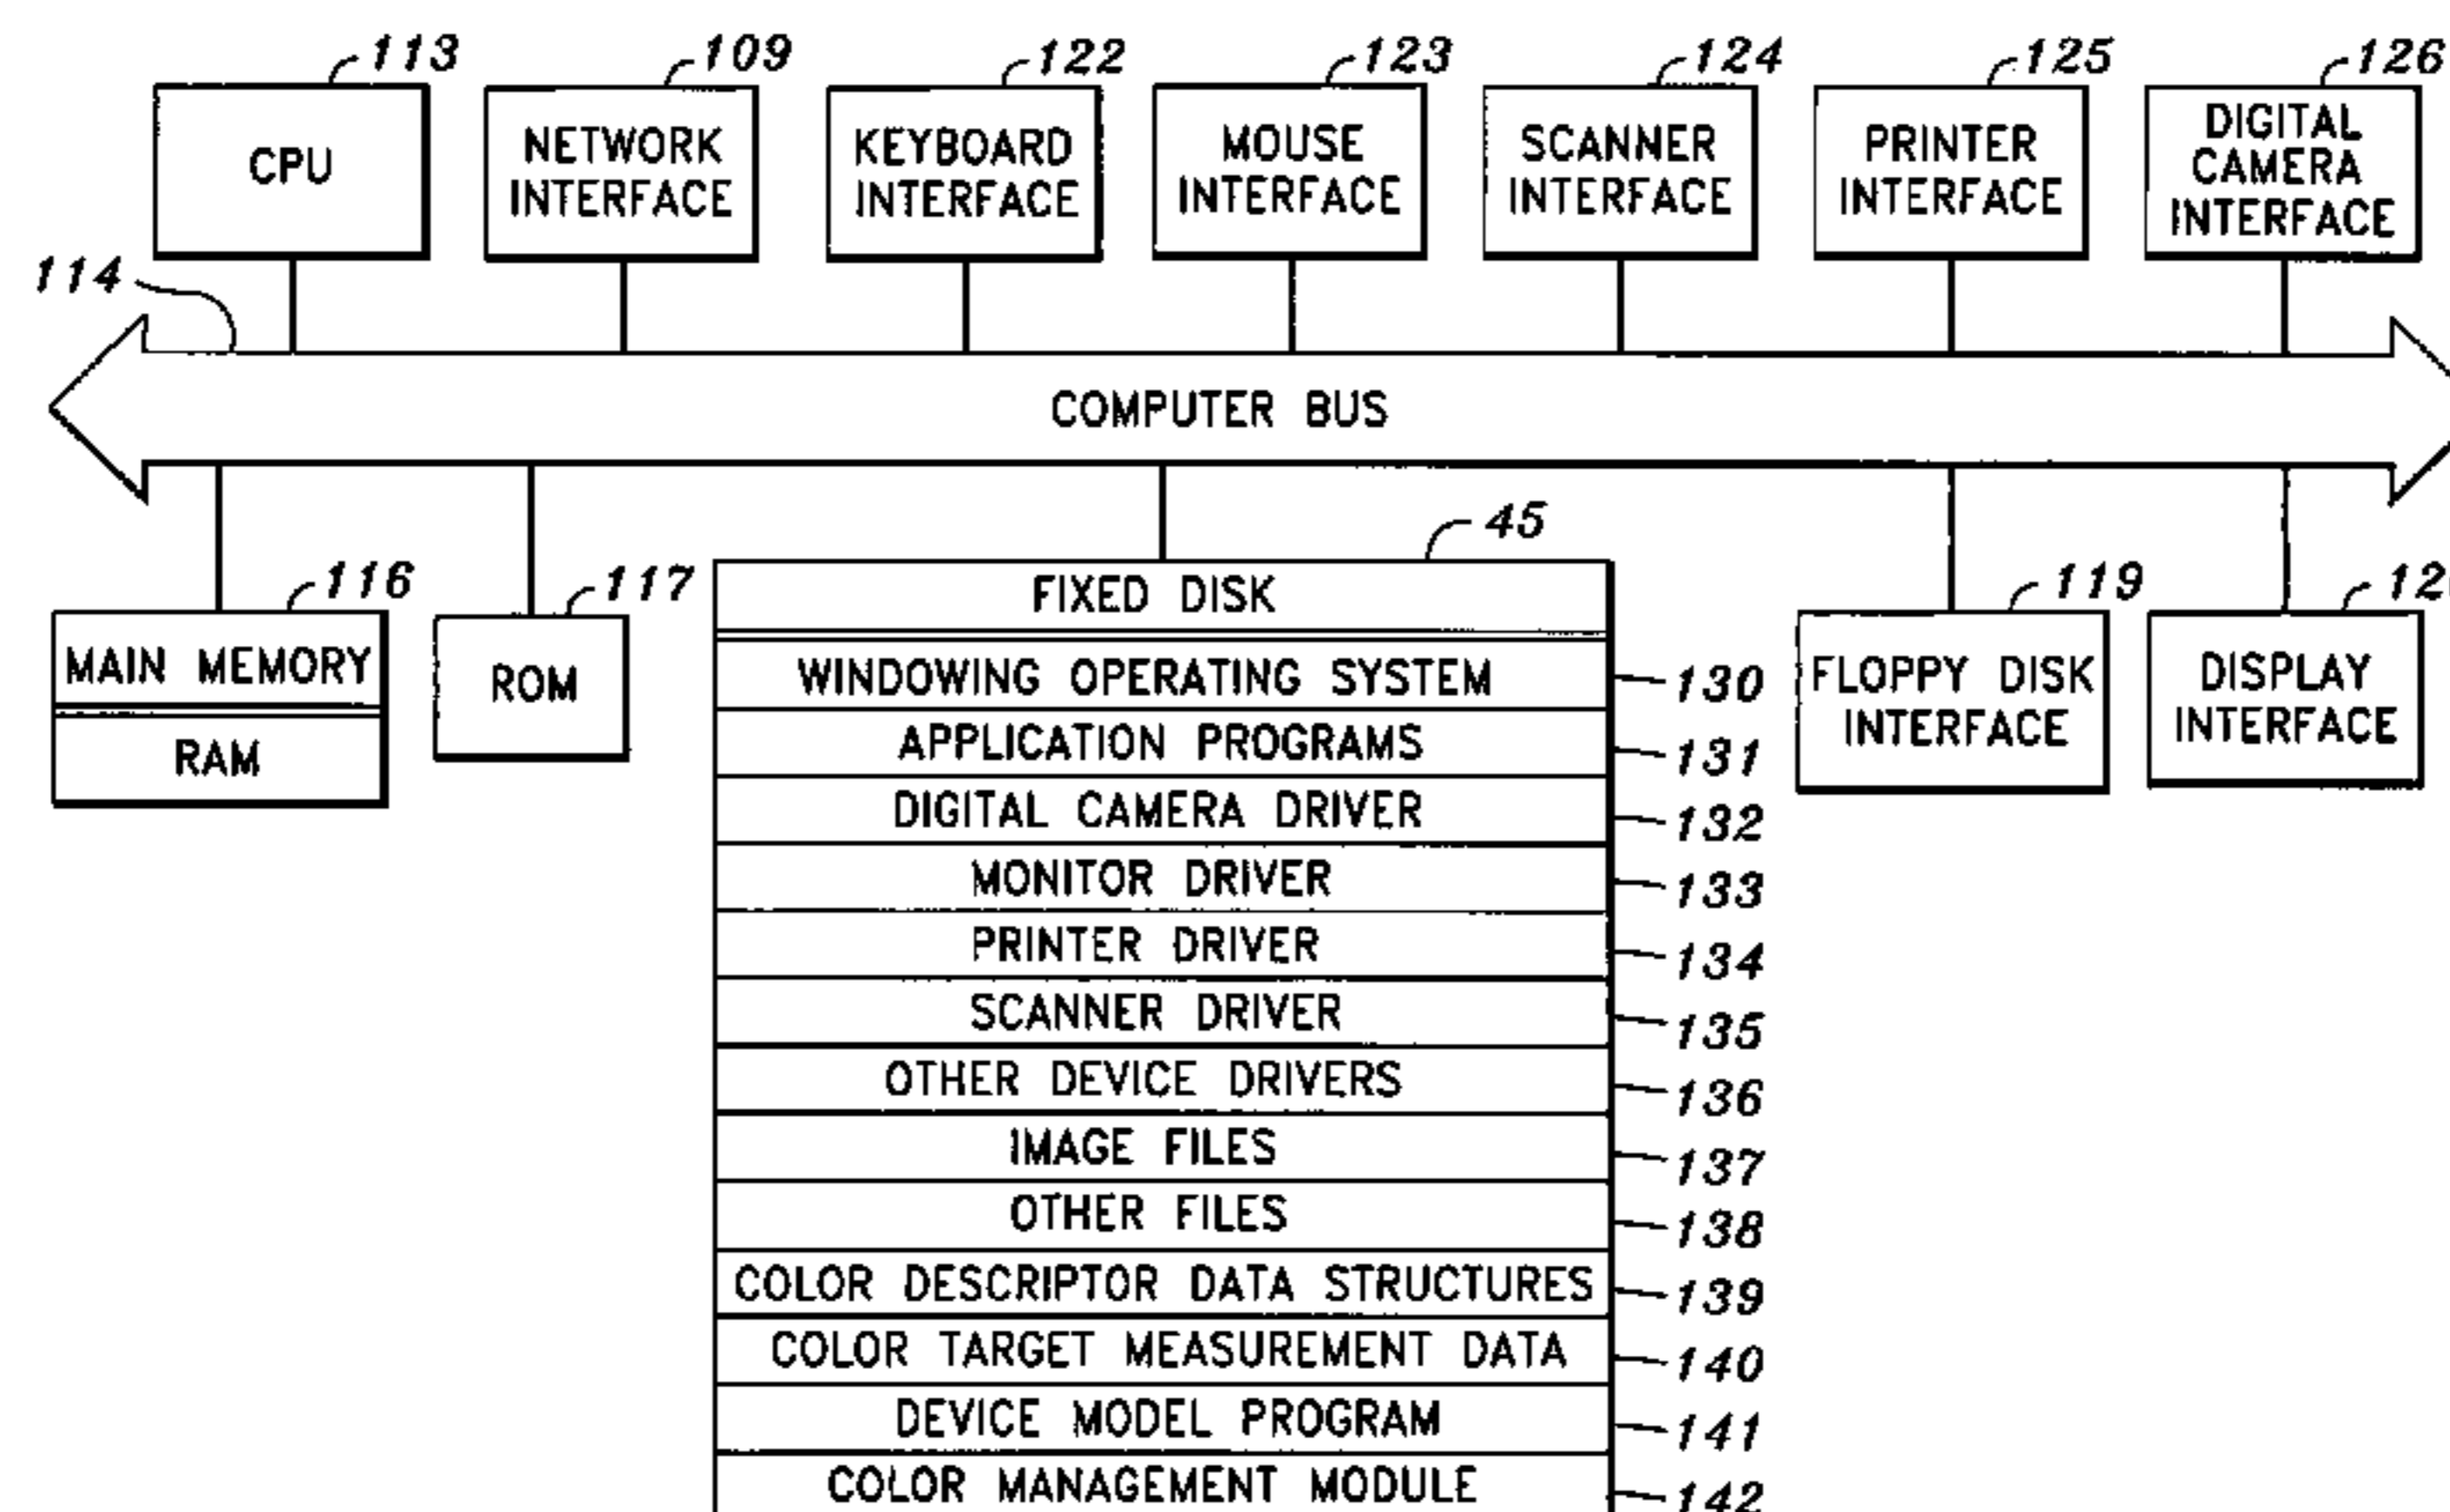 113
109
122
123
124
125
126
CPU
NETWORK
INTERFACE
KEYBOARD
INTERFACE
MOUSE
INTERFACE
SCANNER
INTERFACE
PRINTER
INTERFACE
DIGITAL
CAMERA
INTERFACE
114
COMPUTER BUS
45
116
117
119
MAIN MEMORY
RAM
ROM
FLOPPY DISK
INTERFACE
DISPLAY
INTERFACE
FIXED DISK
WINDOWING OPERATING SYSTEM 130
APPLICATION PROGRAMS 131
DIGITAL CAMERA DRIVER 132
MONITOR DRIVER 133
PRINTER DRIVER 134
SCANNER DRIVER 135
OTHER DEVICE DRIVERS 136
IMAGE FILES 137
OTHER FILES 138
COLOR DESCRIPTOR DATA STRUCTURES 139
COLOR TARGET MEASUREMENT DATA 140
DEVICE MODEL PROGRAM 141
COLOR MANAGEMENT MODULE 142